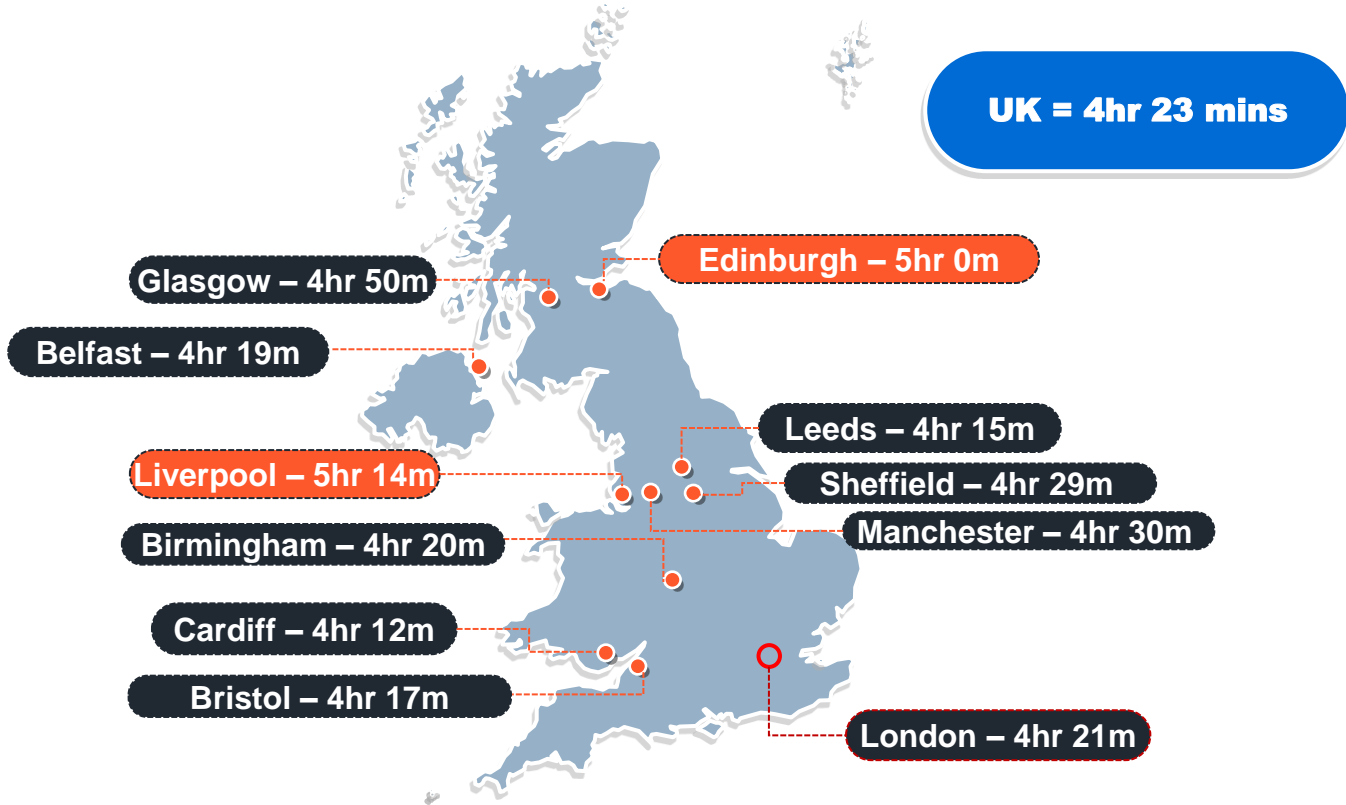 UK = 4hr 23 mins
Edinburgh – 5hr 0m
Glasgow – 4hr 50m
Belfast – 4hr 19m
Leeds – 4hr 15m
Liverpool – 5hr 14m
Sheffield – 4hr 29m
Manchester – 4hr 30m
Birmingham – 4hr 20m
Cardiff – 4hr 12m
Bristol – 4hr 17m
London – 4hr 21m